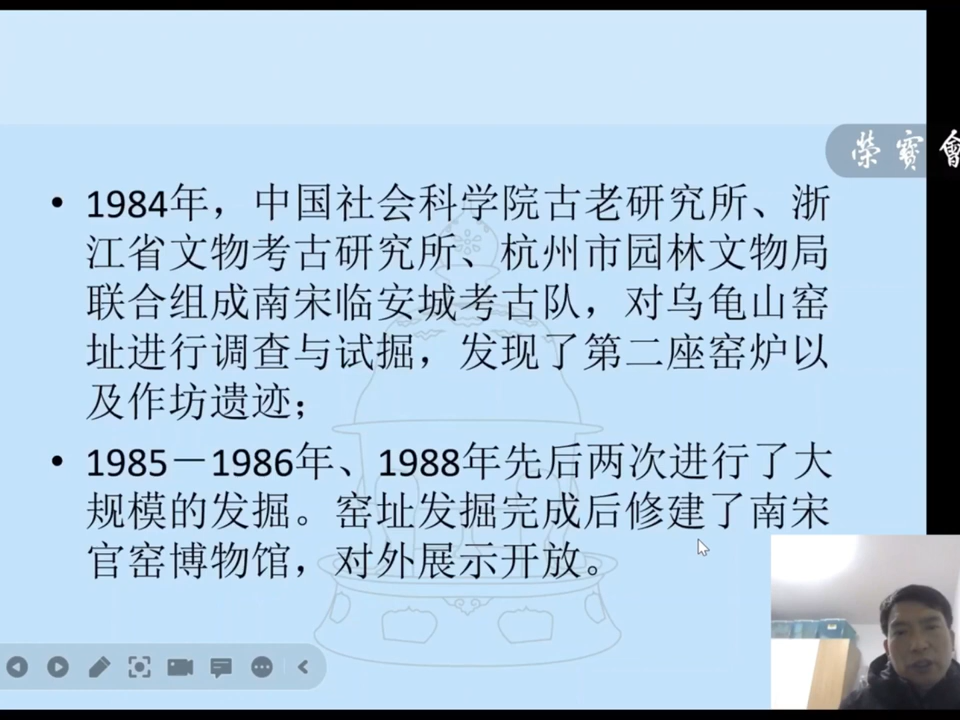 榮寶會
• 1984年，中国社会科学院古老研究所、浙
江省文物考古研究所、杭州市园林文物局
联合组成南宋临安城考古队，对乌龟山窑
址进行调查与试掘，发现了第二座窑炉以
及作坊遗迹；
• 1985－1986年、1988年先后两次进行了大
规模的发掘。窑址发掘完成后修建了南宋
官窑博物馆，对外展示开放。